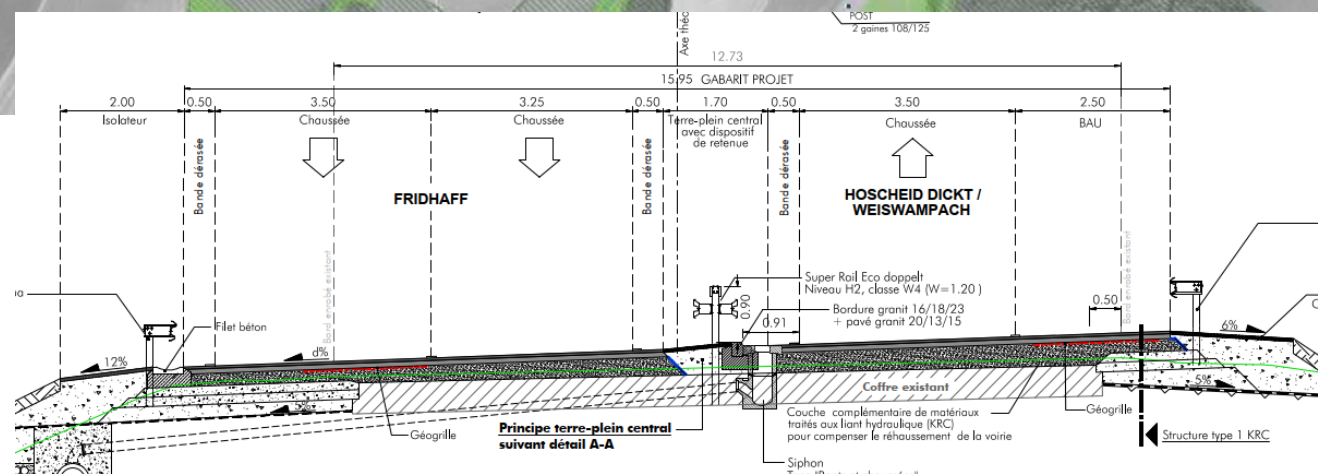 POST
2 gaines 108/125
Axe théo
12.73
15.95 GABARIT PROJET
2.00
0.50
3.50
3.25
0.50
1.70
0.50
3.50
2.50
Isolateur
Bande dérasée
Chaussée
Chaussée
Bande dérasée
Terre-plein central
avec dispositif
de retenue
Bande dérasée
Chaussée
BAU
FRIDHAFF
HOSCHEID DICKT /
WEISWAMPACH
Bord enrobé existant
Bord enrobé existant
Super Rail Eco doppelt
Niveau H2, classe W4 (W=1.20 )
0.90
Bordure granit 16/18/23
+ pavé granit 20/13/15
0.91
0.50
Filet béton
12%
d%
6%
5%
5%
Coffre existant
Géogrille
Géogrille
Principe terre-plein central
suivant détail A-A
Couche complémentaire de matériaux
traités aux liant hydraulique (KRC)
pour compenser le réhaussement de la voirie
Structure type 1 KRC
Siphon